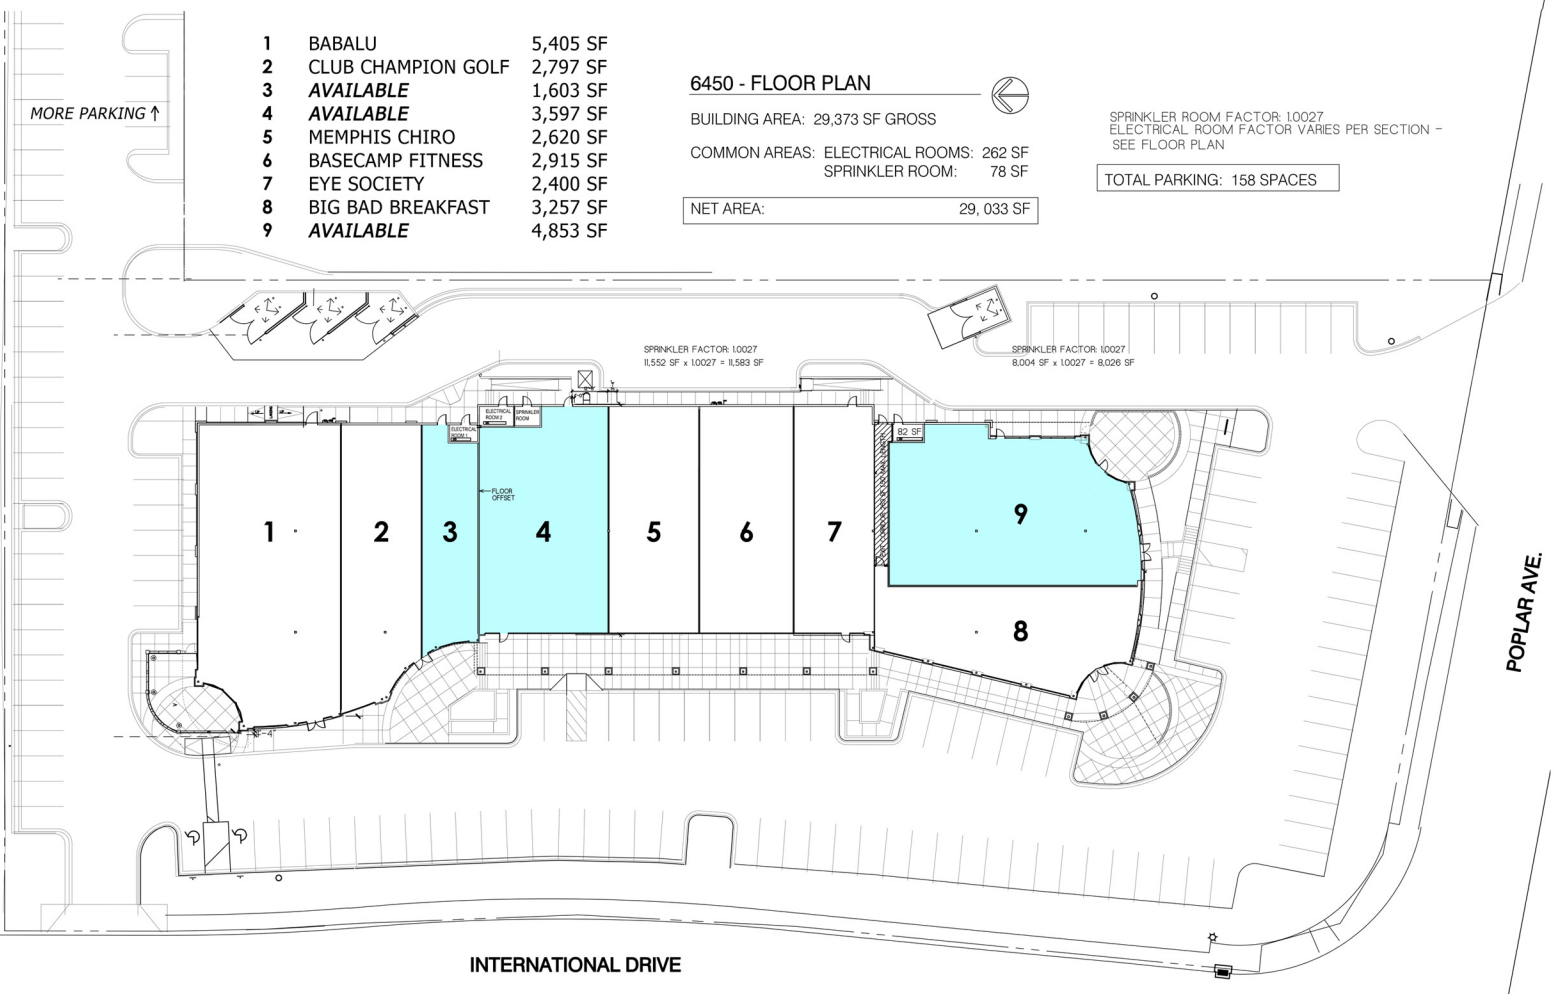 1 BABALU 5,405 SF
2 CLUB CHAMPION GOLF 2,797 SF
3 AVAILABLE 1,603 SF
4 AVAILABLE 3,597 SF
5 MEMPHIS CHIRO 2,620 SF
6 BASECAMP FITNESS 2,915 SF
7 EYE SOCIETY 2,400 SF
8 BIG BAD BREAKFAST 3,257 SF
9 AVAILABLE 4,853 SF
6450 - FLOOR PLAN
BUILDING AREA: 29,373 SF GROSS
COMMON AREAS: ELECTRICAL ROOMS: 262 SF
SPRINKLER ROOM: 78 SF
NET AREA: 29, 033 SF
SPRINKLER ROOM FACTOR: 1.0027
ELECTRICAL ROOM FACTOR VARIES PER SECTION -
SEE FLOOR PLAN
TOTAL PARKING: 158 SPACES
MORE PARKING
SPRINKLER FACTOR: 1.0027
11,552 SF x 1.0027 = 11,583 SF
SPRINKLER FACTOR: 1.0027
8,004 SF x 1.0027 = 8,026 SF
ELECTRICAL
ROOM 2
SPRINKLER
ROOM
ELECTRICAL
ROOM 1
82 SF
FLOOR
OFFSET
1
2
3
4
5
6
7
9
8
POPLAR AVE.
INTERNATIONAL DRIVE